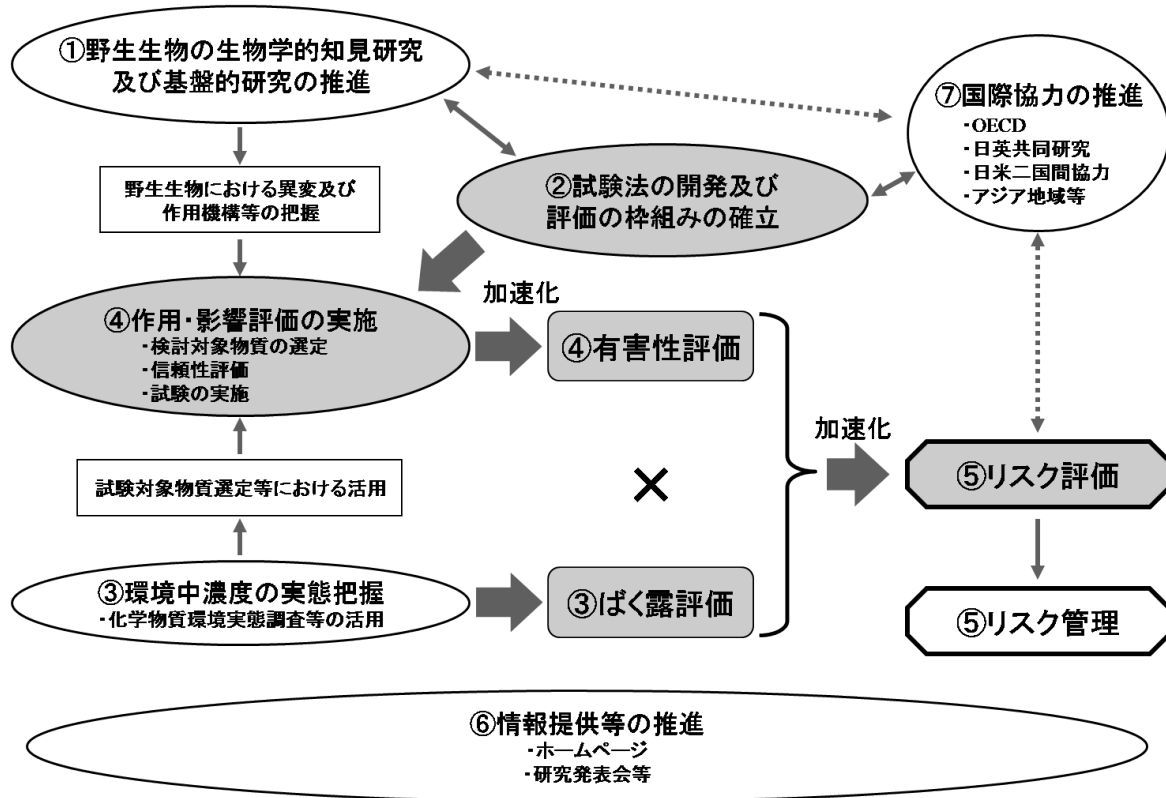 ①野生生物の生物学的知見研究
及び基盤的研究の推進
⑦国際協力の推進
・OECD
・日英共同研究
・日米二国間協力
・アジア地域等
野生生物における異変及び
作用機構等の把握
②試験法の開発及び
評価の枠組みの確立
④作用・影響評価の実施
・検討対象物質の選定
・信頼性評価
・試験の実施
加速化
④有害性評価
加速化
×
⑤リスク評価
試験対象物質選定等における活用
③環境中濃度の実態把握
・化学物質環境実態調査等の活用
③ばく露評価
⑤リスク管理
⑥情報提供等の推進
・ホームページ
・研究発表会等